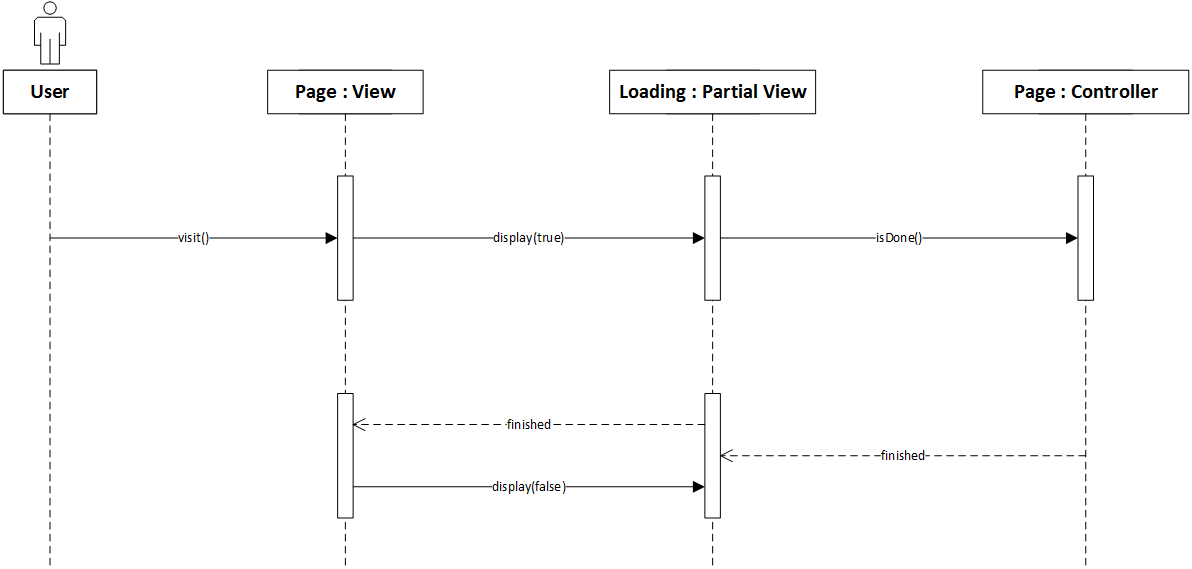 User
Page : View
Loading : Partial View
Page : Controller
visit()
display(true)
isDone()
finished
finished
display(false)